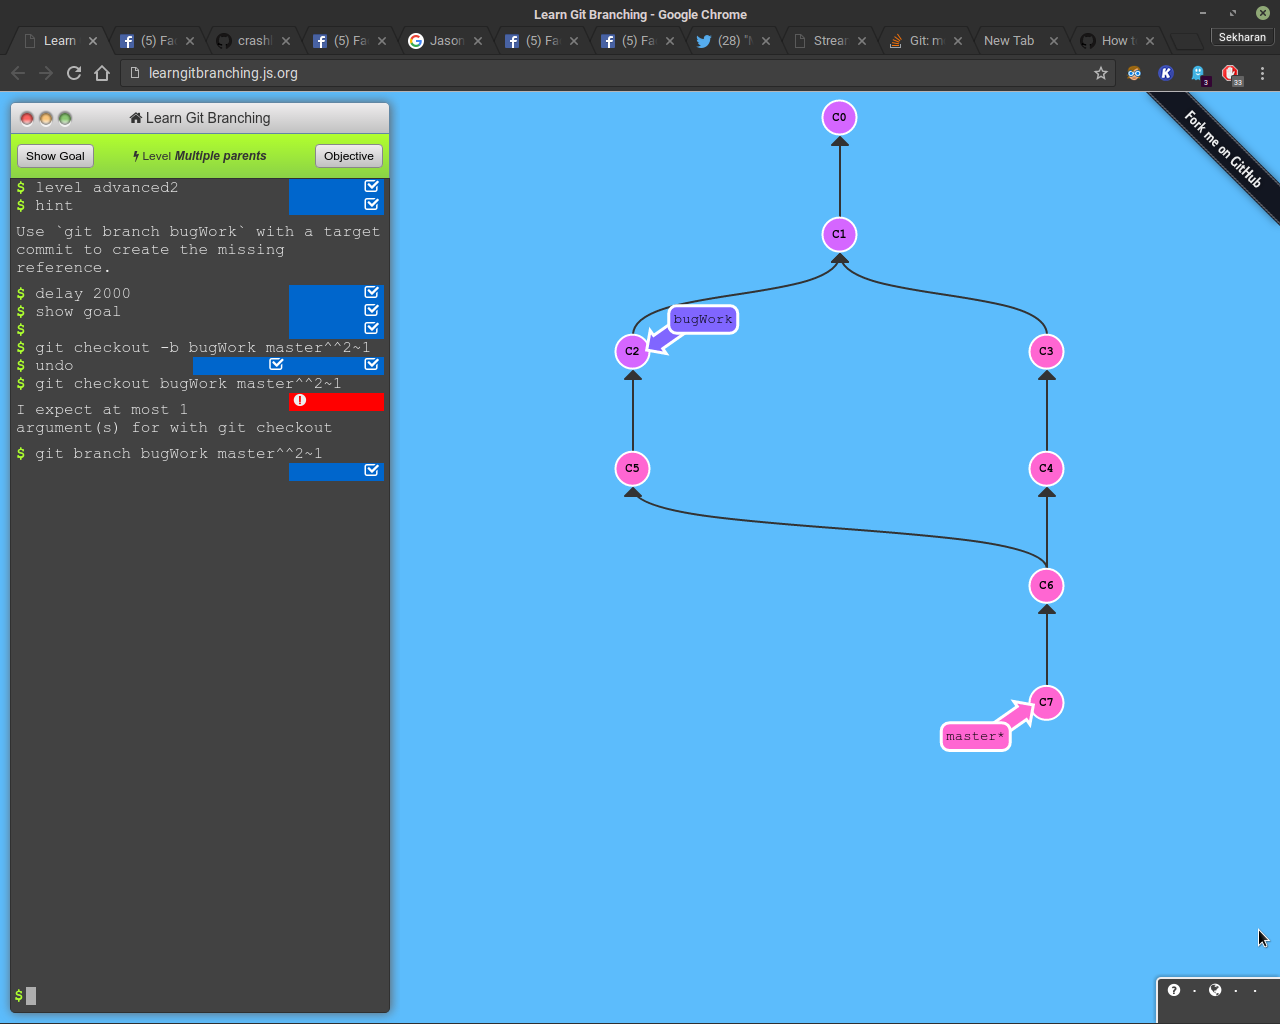 Learn Git Branching - Google Chrome
Learn
(5) Fa
crash
(5) Fa
Jason
(5) Fa
(5) Fa
(28) "
Stream
Git: m
New Tab
How t
Sekharan
learngitbranching.js.org
3
33
Learn Git Branching
Show Goal
Level Multiple parents
Objective
$ level advanced2
$ hint
Use `git branch bugWork` with a target
commit to create the missing
reference.
$ delay 2000
$ show goal
$
$ git checkout -b bugWork master^^2~1
$ undo
$ git checkout bugWork master^^2~1
I expect at most 1
argument(s) for with git checkout
$ git branch bugWork master^^2~1
$
C0
C1
bugWork
C2
C3
C5
C4
C6
C7
master*
Fork me on GitHub